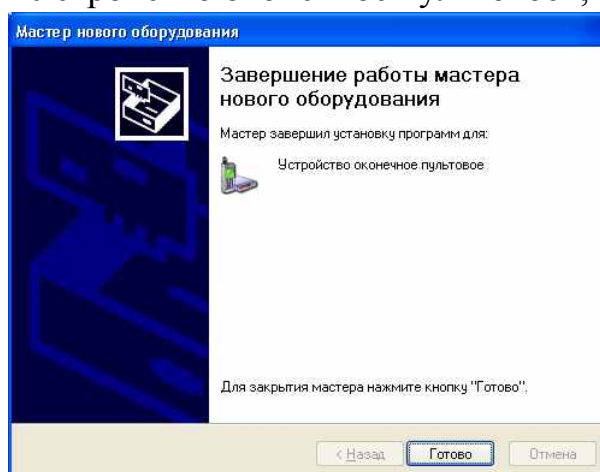 Мастер нового оборудования
Завершение работы мастера
нового оборудования
Мастер завершил установку программ для:
Устройство оконечное пультовое
Для закрытия мастера нажмите кнопку "Готово".
< Назад
Готово
Отмена